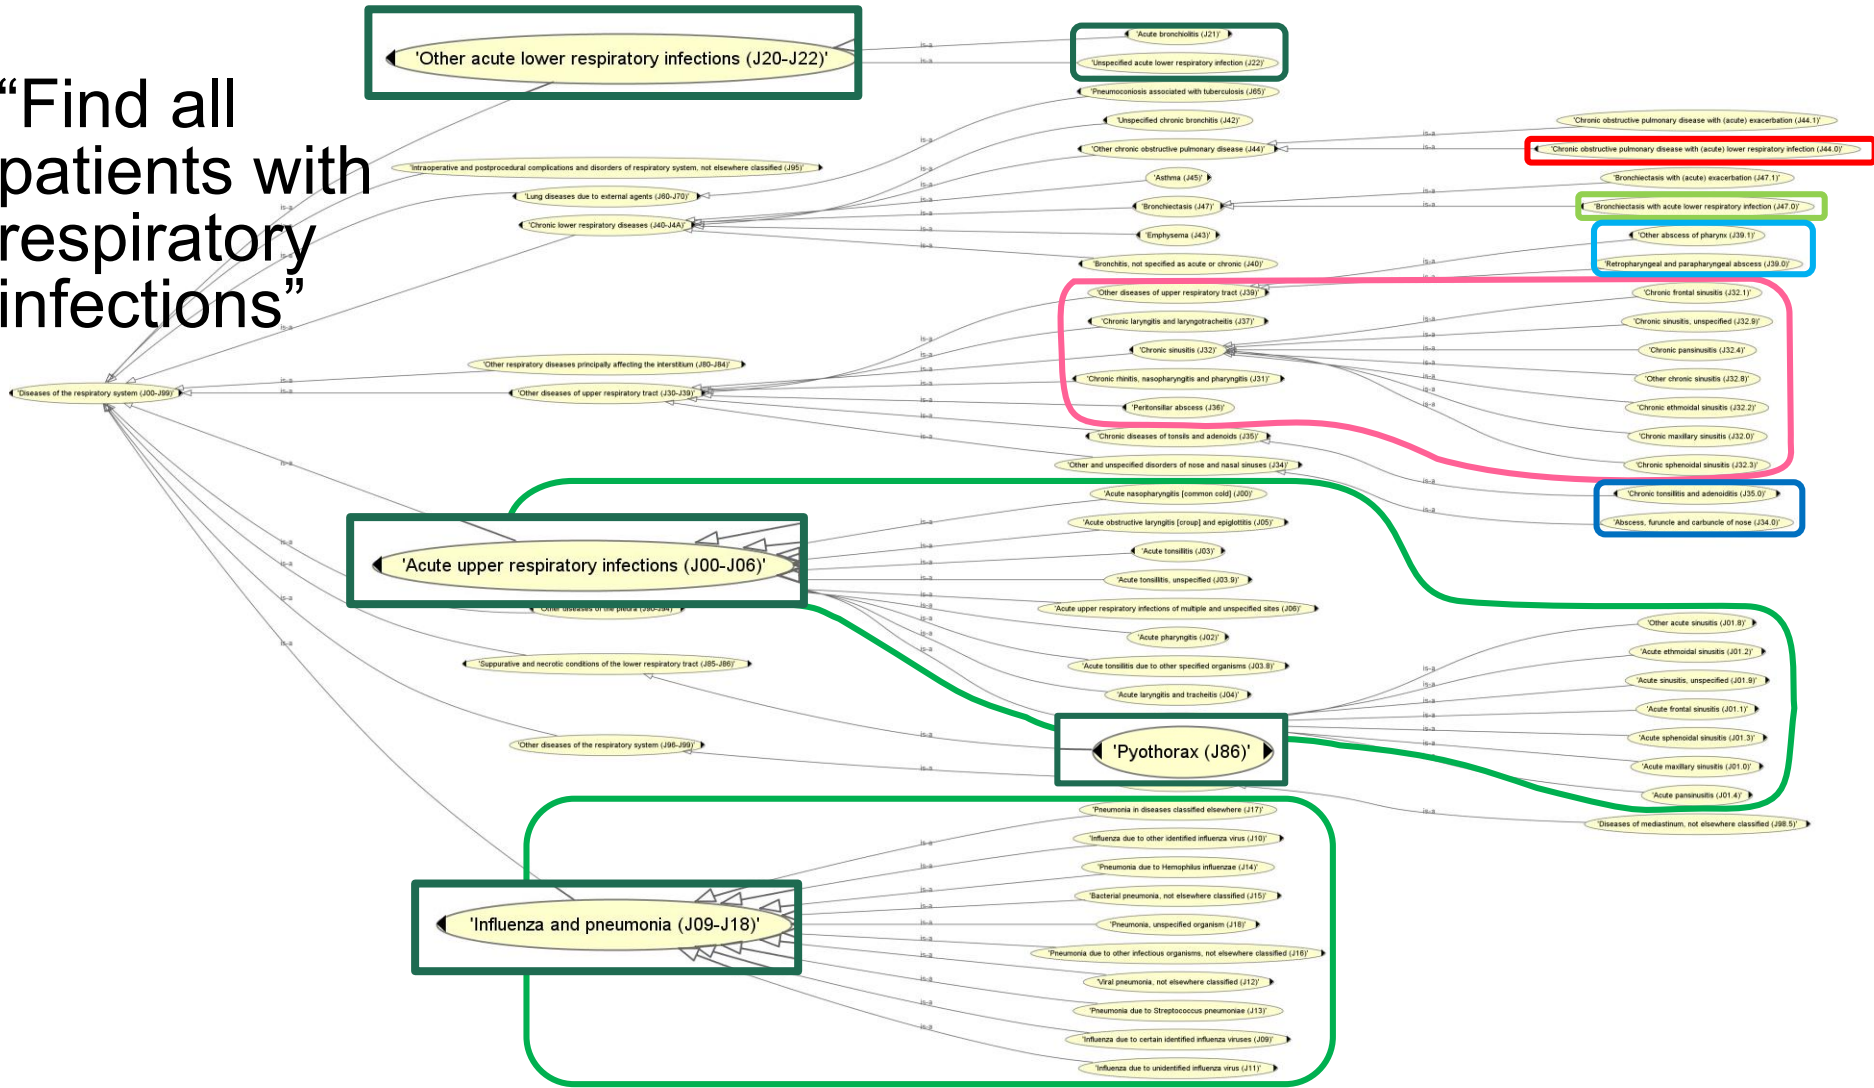 “Find all
patients with
respiratory
infections”
'Other acute lower respiratory infections (J20-J22)'
'Acute bronchiolitis (J21)'
'Unspecified acute lower respiratory infection (J22)'
'Pneumoconiosis associated with tuberculosis (J65)'
'Unspecified chronic bronchitis (J42)'
'Chronic obstructive pulmonary disease with (acute) exacerbation (J44.1)'
'Other chronic obstructive pulmonary disease (J44)'
'Chronic obstructive pulmonary disease with (acute) lower respiratory infection (J44.0)'
'Intraoperative and postprocedural complications and disorders of respiratory system, not elsewhere classified (J95)'
'Asthma (J45)'
'Bronchiectasis with (acute) exacerbation (J47.1)'
'Lung diseases due to external agents (J60-J70)'
'Bronchiectasis (J47)'
'Bronchiectasis with acute lower respiratory infection (J47.0)'
'Chronic lower respiratory diseases (J40-J4A)'
'Emphysema (J43)'
'Other abscess of pharynx (J39.1)'
'Bronchitis, not specified as acute or chronic (J40)'
'Retropharyngeal and parapharyngeal abscess (J39.0)'
'Other diseases of upper respiratory tract (J39)'
'Chronic frontal sinusitis (J32.1)'
'Chronic laryngitis and laryngotracheitis (J37)'
'Chronic sinusitis, unspecified (J32.9)'
'Chronic sinusitis (J32)'
'Chronic pansinusitis (J32.4)'
'Other respiratory diseases principally affecting the interstitium (J80-J84)'
'Chronic rhinitis, nasopharyngitis and pharyngitis (J31)'
'Other chronic sinusitis (J32.8)'
'Diseases of the respiratory system (J00-J99)'
'Other diseases of upper respiratory tract (J30-J39)'
'Peritonsillar abscess (J36)'
'Chronic ethmoidal sinusitis (J32.2)'
'Chronic diseases of tonsils and adenoids (J35)'
'Chronic maxillary sinusitis (J32.0)'
'Other and unspecified disorders of nose and nasal sinuses (J34)'
'Chronic sphenoidal sinusitis (J32.3)'
'Acute nasopharyngitis [common cold] (J00)'
'Chronic tonsillitis and adenoiditis (J35.0)'
'Acute obstructive laryngitis [croup] and epiglottitis (J05)'
'Abscess, furuncle and carbuncle of nose (J34.0)'
'Acute upper respiratory infections (J00-J06)'
'Acute tonsillitis (J03)'
'Acute tonsillitis, unspecified (J03.9)'
'Other diseases of the pleura (J90-J94)'
'Acute upper respiratory infections of multiple and unspecified sites (J06)'
'Other acute sinusitis (J01.8)'
'Acute pharyngitis (J02)'
'Acute ethmoidal sinusitis (J01.2)'
'Suppurative and necrotic conditions of the lower respiratory tract (J85-J86)'
'Acute tonsillitis due to other specified organisms (J03.8)'
'Acute sinusitis, unspecified (J01.9)'
'Acute laryngitis and tracheitis (J04)'
'Acute frontal sinusitis (J01.1)'
'Other diseases of the respiratory system (J96-J99)'
'Pyothorax (J86)'
'Acute sphenoidal sinusitis (J01.3)'
'Acute maxillary sinusitis (J01.0)'
'Acute pansinusitis (J01.4)'
'Diseases of mediastinum, not elsewhere classified (J98.5)'
'Pneumonia in diseases classified elsewhere (J17)'
'Influenza due to other identified influenza virus (J10)'
'Pneumonia due to Hemophilus influenzae (J14)'
'Bacterial pneumonia, not elsewhere classified (J15)'
'Influenza and pneumonia (J09-J18)'
'Pneumonia, unspecified organism (J18)'
'Pneumonia due to other infectious organisms, not elsewhere classified (J16)'
'Viral pneumonia, not elsewhere classified (J12)'
'Pneumonia due to Streptococcus pneumoniae (J13)'
'Influenza due to certain identified influenza viruses (J09)'
'Influenza due to unidentified influenza virus (J11)'